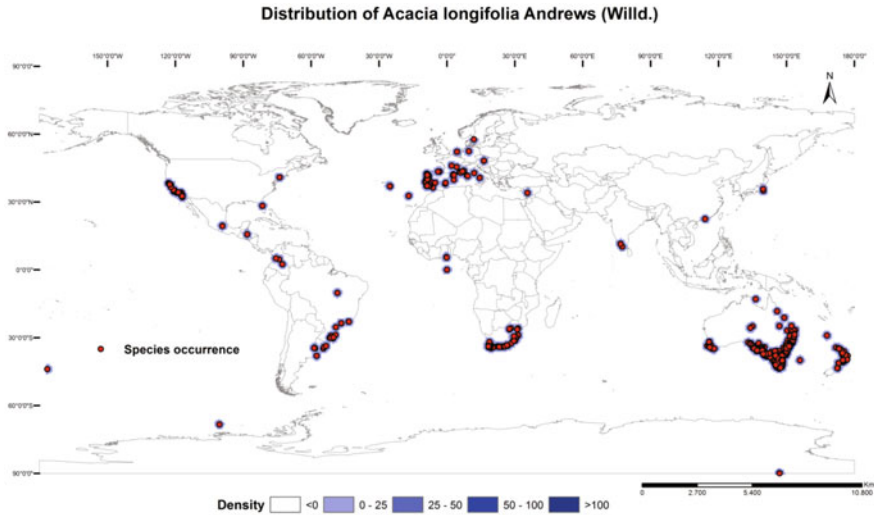 Distribution of Acacia longifolia Andrews (Willd.)
150°0'0"W 120°0'0"W 90°0'0"W 60°0'0"W 30°0'0"W 0°0'0" 30°0'0"E 60°0'0"E 90°0'0"E 120°0'0"E 150°0'0"E 180°0'0"
90°0'0"N
N
60°0'0"N
30°0'0"N
0°0'0"
30°0'0"S
Species occurrence
60°0'0"S
90°0'0"S
Km
0 2.700 5.400 10.800
Density <0 0 - 25 25 - 50 50 - 100 >100